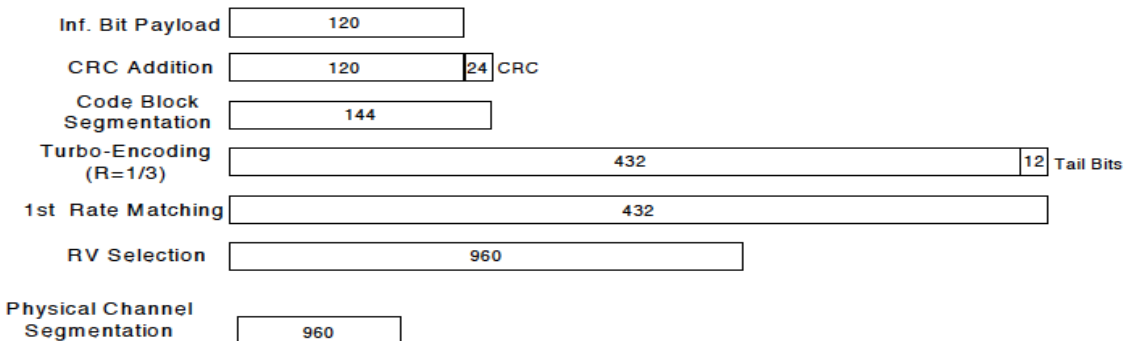 Inf. Bit Payload 120
CRC Addition 120 24 CRC
Code Block
Segmentation 144
Turbo-Encoding
(R=1/3) 432 12 Tail Bits
1st Rate Matching 432
RV Selection 960
Physical Channel
Segmentation 960